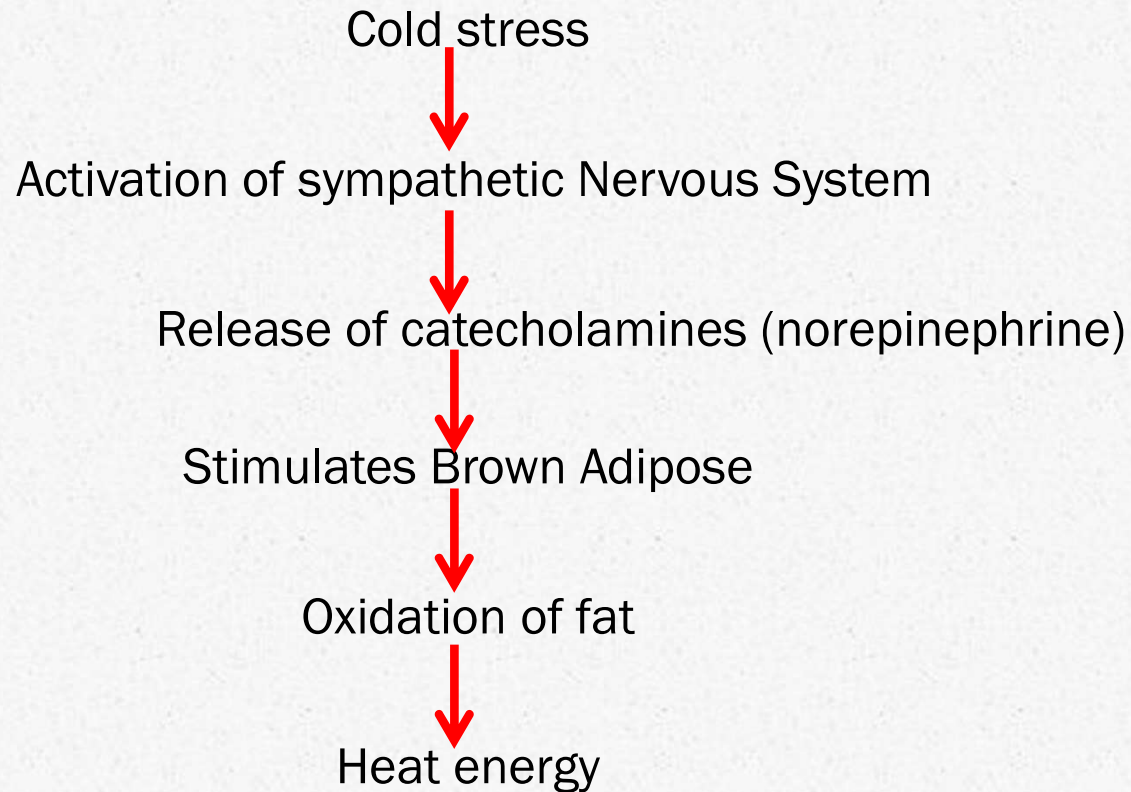 Cold stress
Activation of sympathetic Nervous System
Release of catecholamines (norepinephrine)
Stimulates Brown Adipose
Oxidation of fat
Heat energy